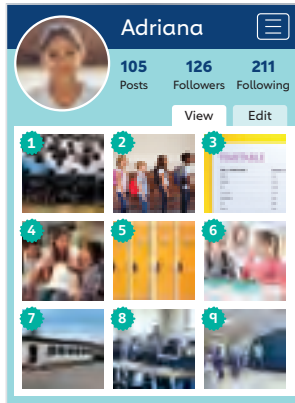 Adriana
105 126 211
Posts Followers Following
View Edit
1 2 3
TIMETABLE
4 5 6
7 8 9